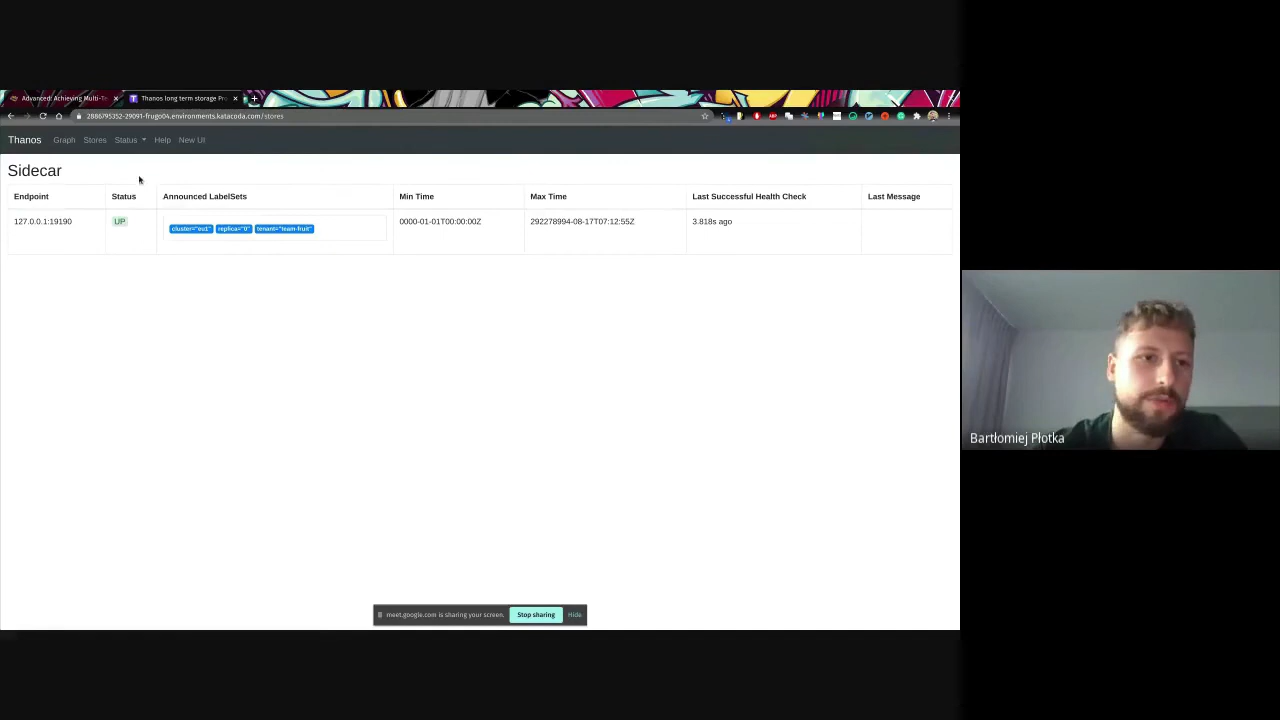 Advanced: Achieving Multi-Te
Thanos long term storage Pro
2886795352-29091-frugo04.environments.katacoda.com/stores
Thanos Graph Stores Status Help New UI
Sidecar
Endpoint Status Announced LabelSets Min Time Max Time Last Successful Health Check Last Message
127.0.0.1:19190 UP cluster="eu1" replica="0" tenant="team-fruit" 0000-01-01T00:00:00Z 292278994-08-17T07:12:55Z 3.818s ago
meet.google.com is sharing your screen. Stop sharing Hide
Bartłomiej Płotka